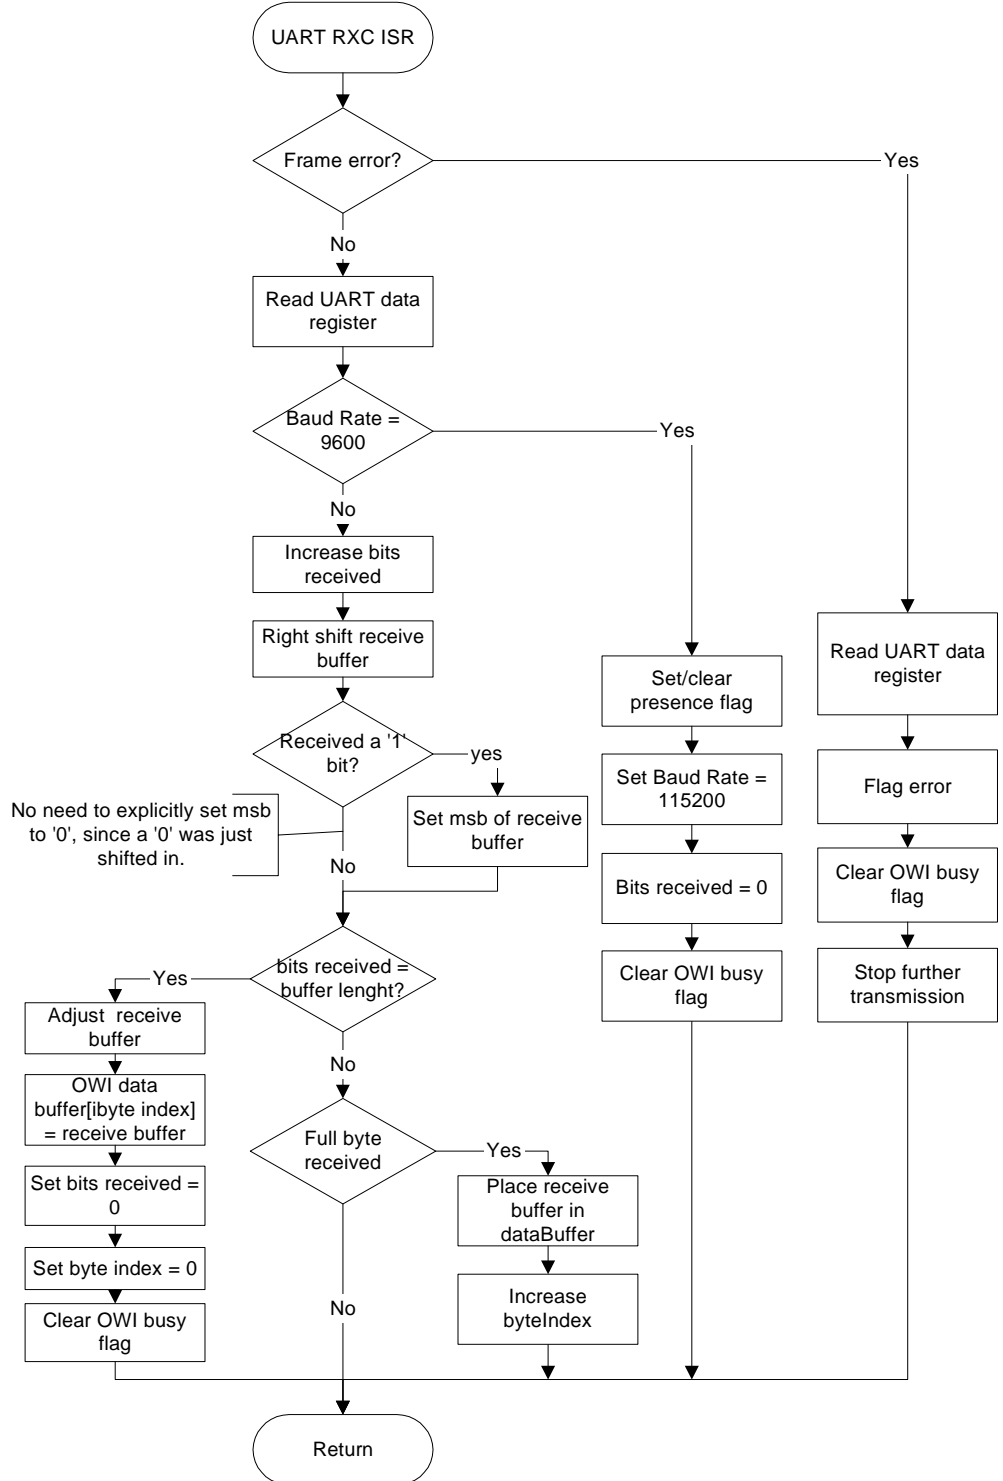 UART RXC ISR
Frame error?
Yes
No
Read UART data
register
Baud Rate =
9600
Yes
No
Increase bits
received
Right shift receive
buffer
Received a '1'
bit?
yes
Set msb of receive
buffer
No need to explicitly set msb
to '0', since a '0' was just
shifted in.
No
bits received =
buffer lenght?
Yes
Adjust receive
buffer
OWI data
buffer[ibyte index]
= receive buffer
Set bits received =
0
Set byte index = 0
Clear OWI busy
flag
No
Full byte
received
Yes
Place receive
buffer in
dataBuffer
Increase
byteIndex
No
Set/clear
presence flag
Set Baud Rate =
115200
Bits received = 0
Clear OWI busy
flag
Read UART data
register
Flag error
Clear OWI busy
flag
Stop further
transmission
Return